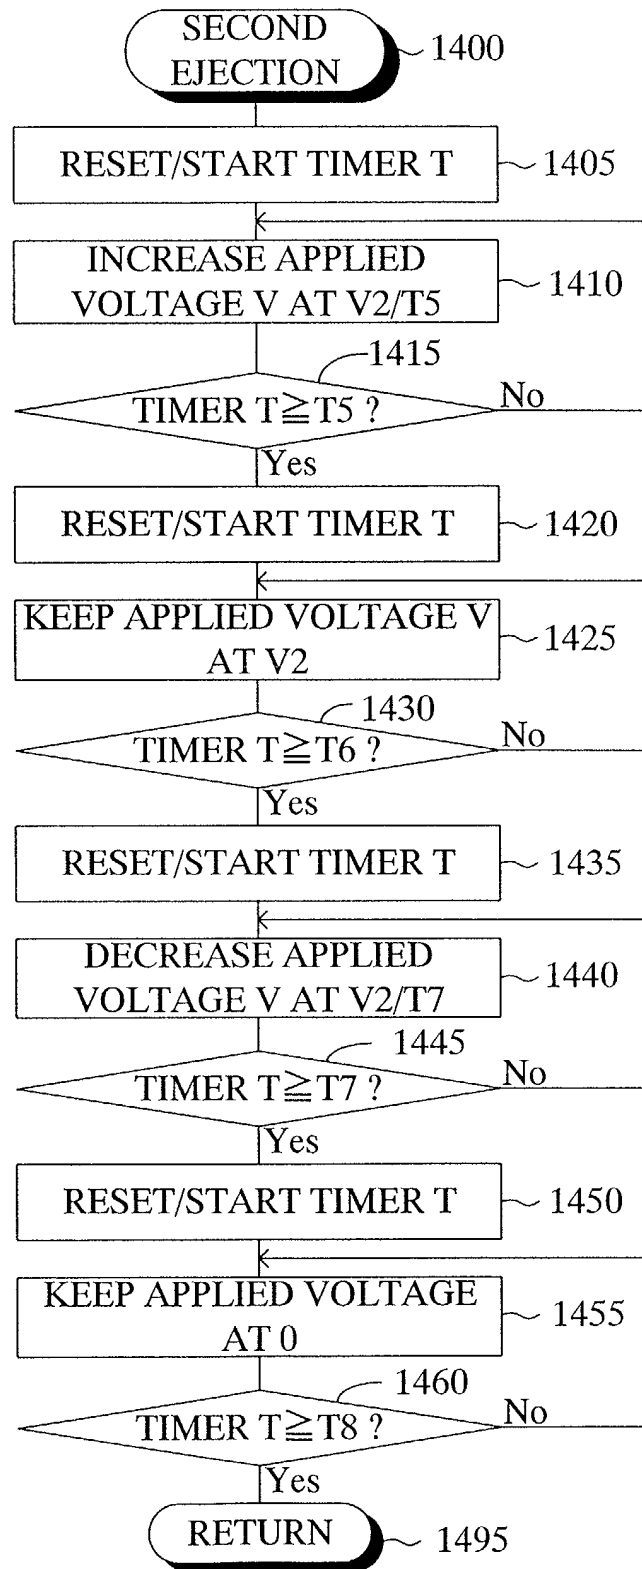 SECOND
EJECTION
1400
RESET/START TIMER T
1405
INCREASE APPLIED
VOLTAGE V AT V2/T5
1410
1415
TIMER T≧T5 ?
No
Yes
RESET/START TIMER T
1420
KEEP APPLIED VOLTAGE V
AT V2
1425
1430
TIMER T≧T6 ?
No
Yes
RESET/START TIMER T
1435
DECREASE APPLIED
VOLTAGE V AT V2/T7
1440
1445
TIMER T≧T7 ?
No
Yes
RESET/START TIMER T
1450
KEEP APPLIED VOLTAGE
AT 0
1455
1460
TIMER T≧T8 ?
No
Yes
RETURN
1495